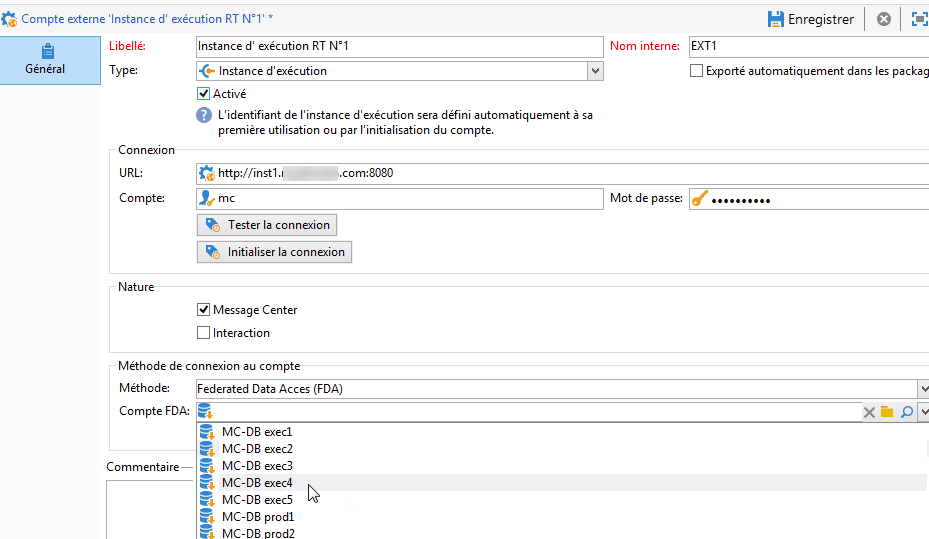 Compte externe 'Instance d' exécution RT N°1' *
Enregistrer
Général
Libellé:
Instance d' exécution RT N°1
Nom interne:
EXT1
Type:
Instance d'exécution
Exporté automatiquement dans les packag
Activé
L'identifiant de l'instance d'exécution sera défini automatiquement à sa
première utilisation ou par l'initialisation du compte.
Connexion
URL:
http://inst1. .com:8080
Compte:
mc
Mot de passe:
••••••••••
Tester la connexion
Initialiser la connexion
Nature
Message Center
Interaction
Méthode de connexion au compte
Méthode:
Federated Data Acces (FDA)
Compte FDA:
MC-DB exec1
MC-DB exec2
MC-DB exec3
MC-DB exec4
MC-DB exec5
MC-DB prod1
MC-DB prod2
Commentaire